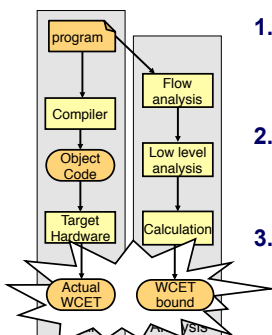 program
1.
Flow
analysis
Compiler
2.
Object
Code
Low level
analysis
Target
Hardware
Calculation
3.
Actual
WCET
WCET
bound